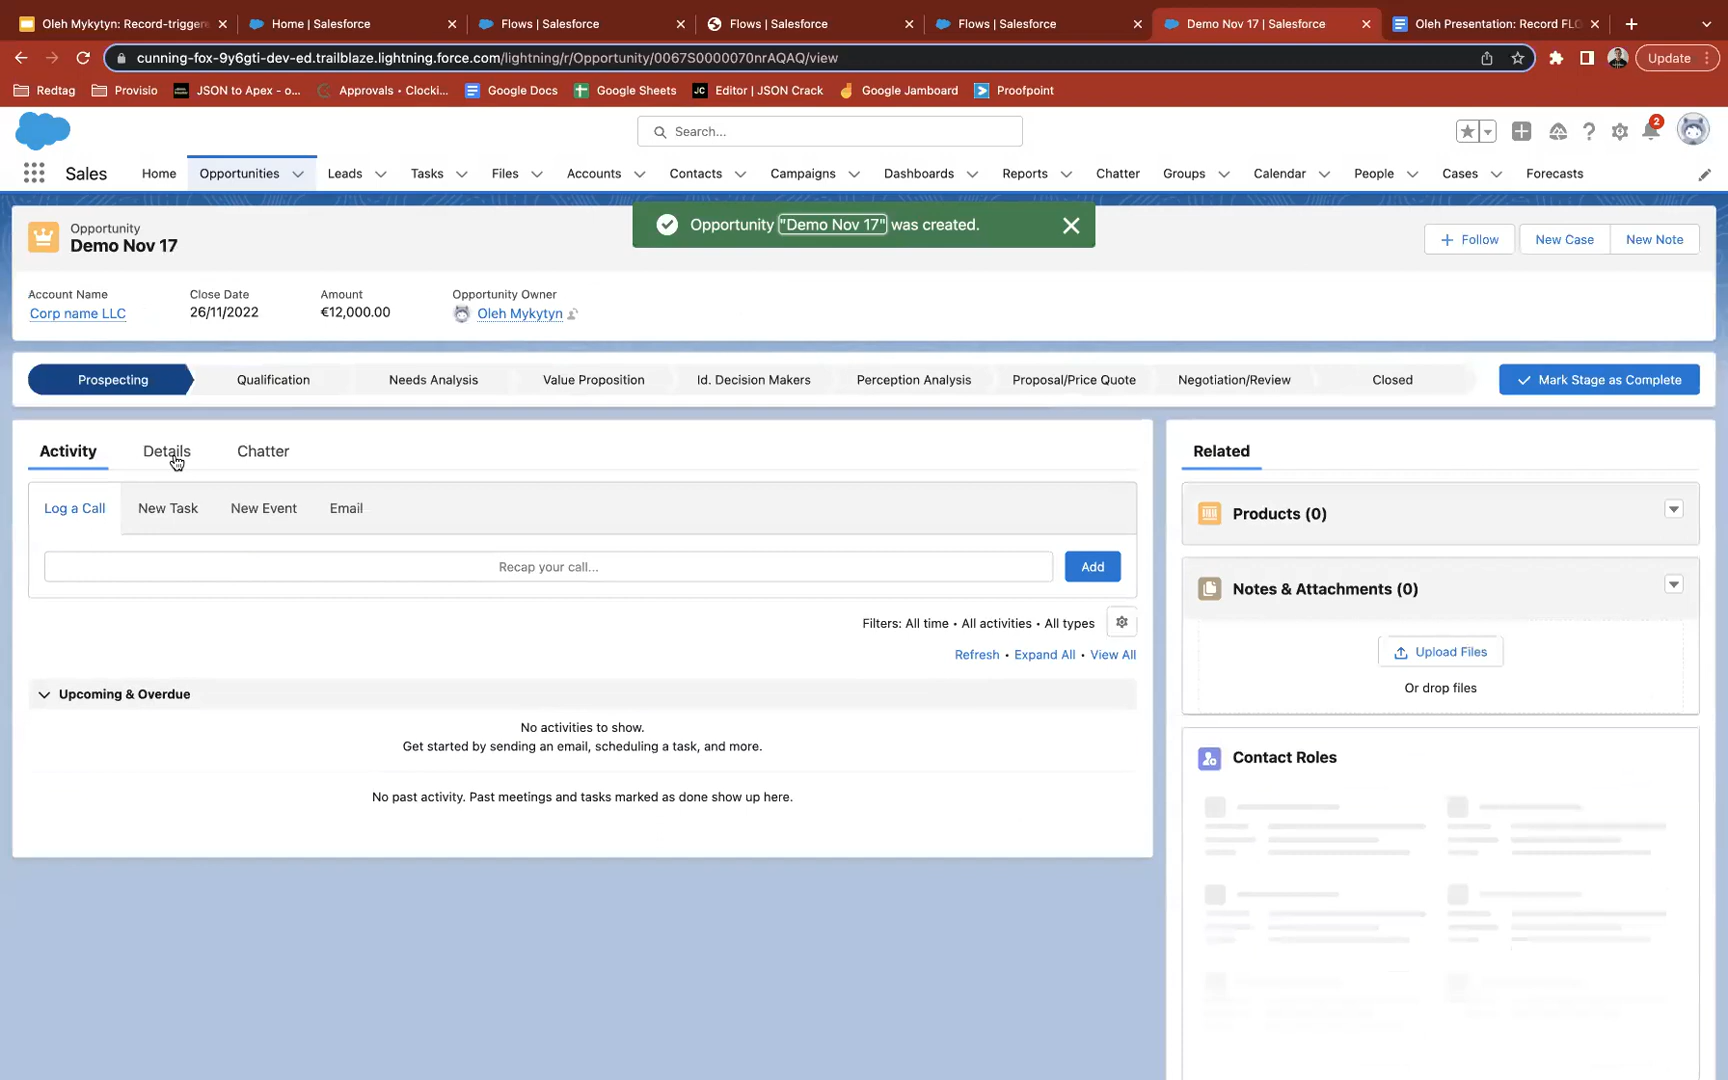 Oleh Mykytyn: Record-triggere
Home | Salesforce
Flows | Salesforce
Flows | Salesforce
Flows | Salesforce
Demo Nov 17 | Salesforce
Oleh Presentation: Record FLO
cunning-fox-9y6gti-dev-ed.trailblaze.lightning.force.com/lightning/r/Opportunity/0067S0000070nrAQAQ/view
Update
Redtag
Provisio
JSON to Apex - o...
Approvals • Clocki...
Google Docs
Google Sheets
JC
Editor | JSON Crack
Google Jamboard
Proofpoint
Search...
2
Sales
Home
Opportunities
Leads
Tasks
Files
Accounts
Contacts
Campaigns
Dashboards
Reports
Chatter
Groups
Calendar
People
Cases
Forecasts
Opportunity "Demo Nov 17" was created.
Opportunity
Demo Nov 17
Follow
New Case
New Note
Account Name
Close Date
Amount
Opportunity Owner
Corp name LLC
26/11/2022
€12,000.00
Oleh Mykytyn
Prospecting
Qualification
Needs Analysis
Value Proposition
Id. Decision Makers
Perception Analysis
Proposal/Price Quote
Negotiation/Review
Closed
Mark Stage as Complete
Activity
Details
Chatter
Log a Call
New Task
New Event
Email
Recap your call...
Add
Filters: All time • All activities • All types
Refresh • Expand All • View All
Upcoming & Overdue
No activities to show.
Get started by sending an email, scheduling a task, and more.
No past activity. Past meetings and tasks marked as done show up here.
Related
Products (0)
Notes & Attachments (0)
Upload Files
Or drop files
Contact Roles